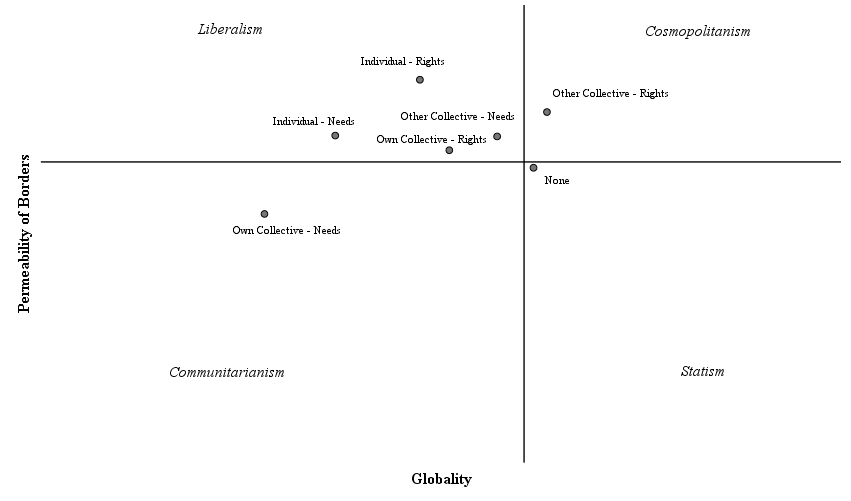 Liberalism
Cosmopolitanism
Individual - Rights
Other Collective - Rights
Individual - Needs
Other Collective - Needs
Own Collective - Rights
None
Own Collective - Needs
Permeability of Borders
Communitarianism
Statism
Globality